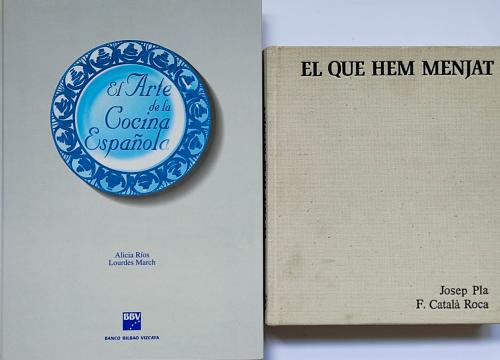 El Arte
de la
Cocina
Española
Alicia Ríos
Lourdes March
BBV
BANCO BILBAO VIZCAYA
EL QUE HEM MENJAT
Josep Pla
F. Català Roca